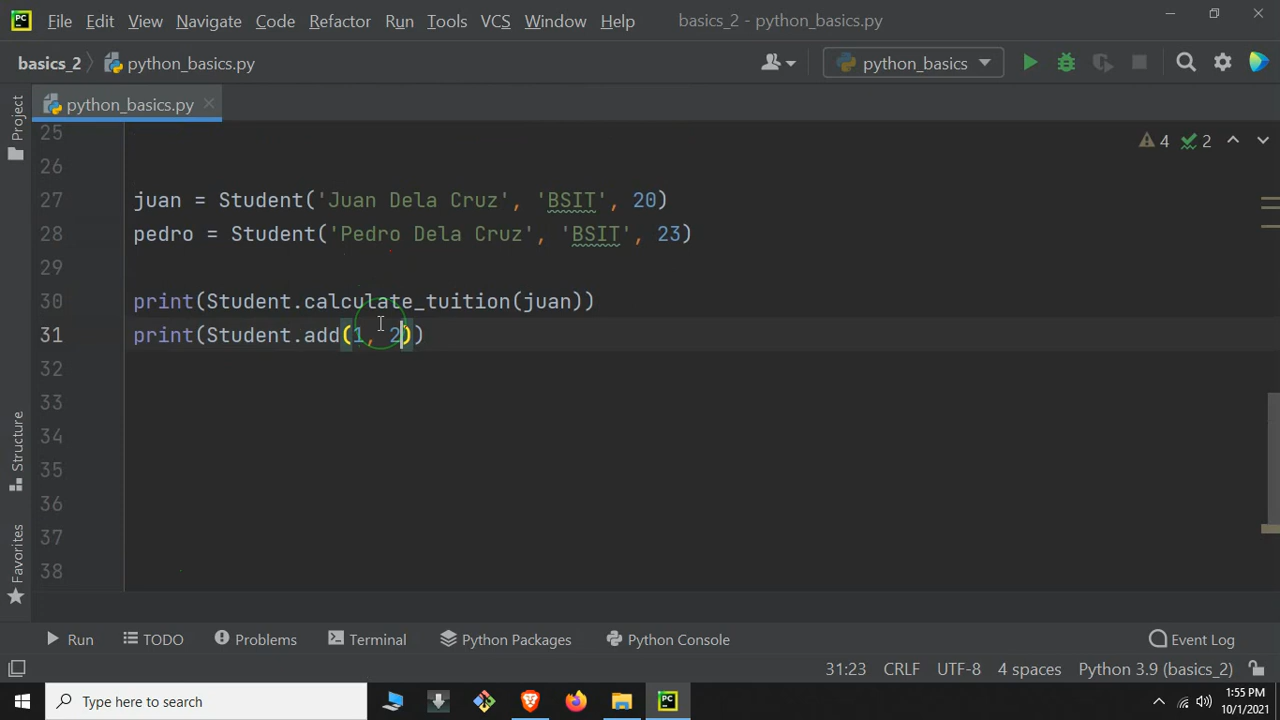 PC File Edit View Navigate Code Refactor Run Tools VCS Window Help basics_2 - python_basics.py
basics_2 python_basics.py python_basics
python_basics.py
Project
Structure
Favorites
4 2
25
26
27 juan = Student('Juan Dela Cruz', 'BSIT', 20)
28 pedro = Student('Pedro Dela Cruz', 'BSIT', 23)
29
30 print(Student.calculate_tuition(juan))
31 print(Student.add(1, 2))
32
33
34
35
36
37
38
Run TODO Problems Terminal Python Packages Python Console Event Log
31:23 CRLF UTF-8 4 spaces Python 3.9 (basics_2)
Type here to search PC 1:55 PM
10/1/2021